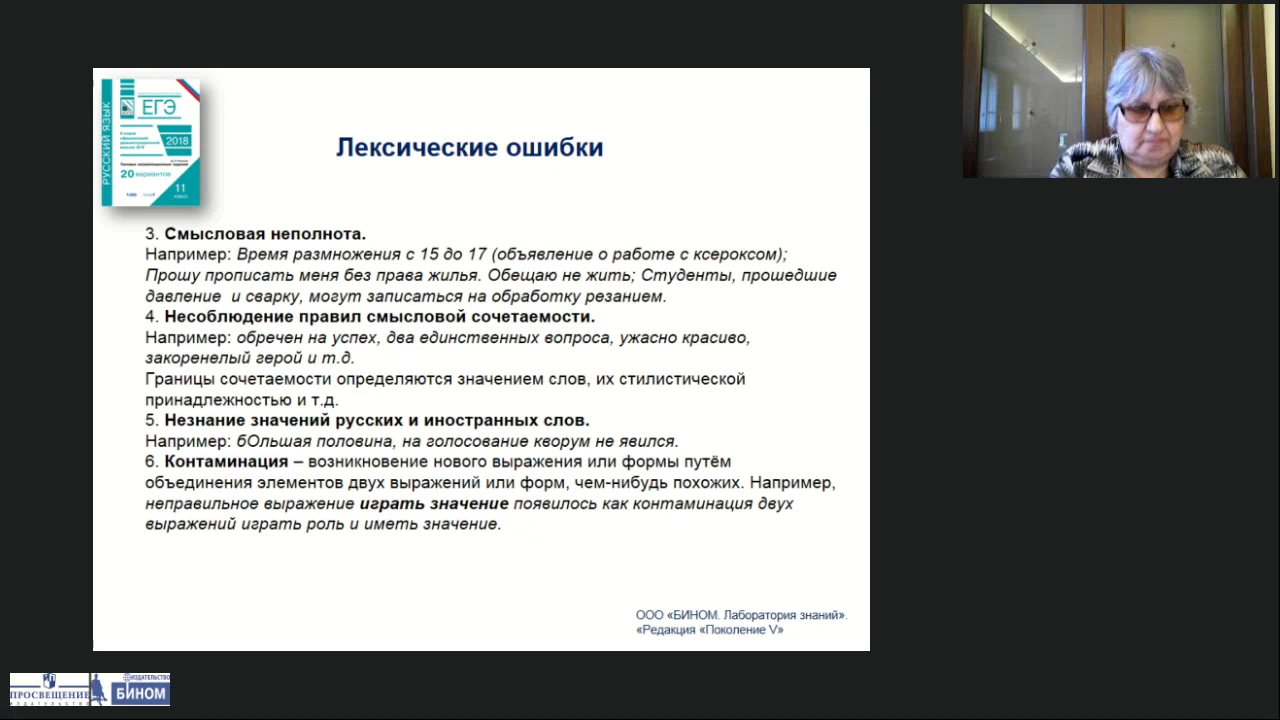 РУССКИЙ ЯЗЫК
ЕГЭ
2018
20 вариантов
11
Лексические ошибки
3. Смысловая неполнота.
Например: Время размножения с 15 до 17 (объявление о работе с ксероксом);
Прошу прописать меня без права жилья. Обещаю не жить; Студенты, прошедшие
давление и сварку, могут записаться на обработку резанием.
4. Несоблюдение правил смысловой сочетаемости.
Например: обречен на успех, два единственных вопроса, ужасно красиво,
закоренелый герой и т.д.
Границы сочетаемости определяются значением слов, их стилистической
принадлежностью и т.д.
5. Незнание значений русских и иностранных слов.
Например: бОльшая половина, на голосование кворум не явился.
6. Контаминация – возникновение нового выражения или формы путём
объединения элементов двух выражений или форм, чем-нибудь похожих. Например,
неправильное выражение играть значение появилось как контаминация двух
выражений играть роль и иметь значение.
ООО «БИНОМ. Лаборатория знаний».
«Редакция «Поколение V»
ПРОСВЕЩЕНИЕ
ИЗДАТЕЛЬСТВО
ИЗДАТЕЛЬСТВО
БИНОМ